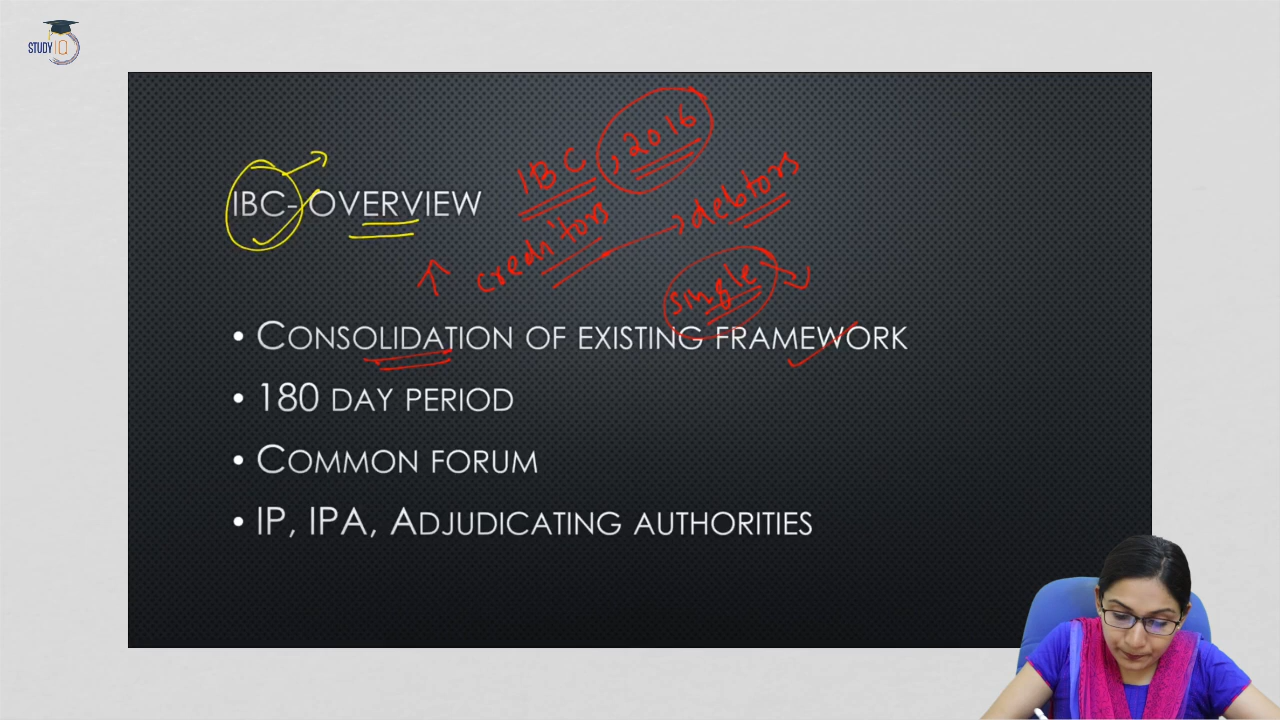 STUDY IQ
IBC, 2016
IBC- OVERVIEW
creditors → debtors
single
• CONSOLIDATION OF EXISTING FRAMEWORK
• 180 DAY PERIOD
• COMMON FORUM
• IP, IPA, ADJUDICATING AUTHORITIES